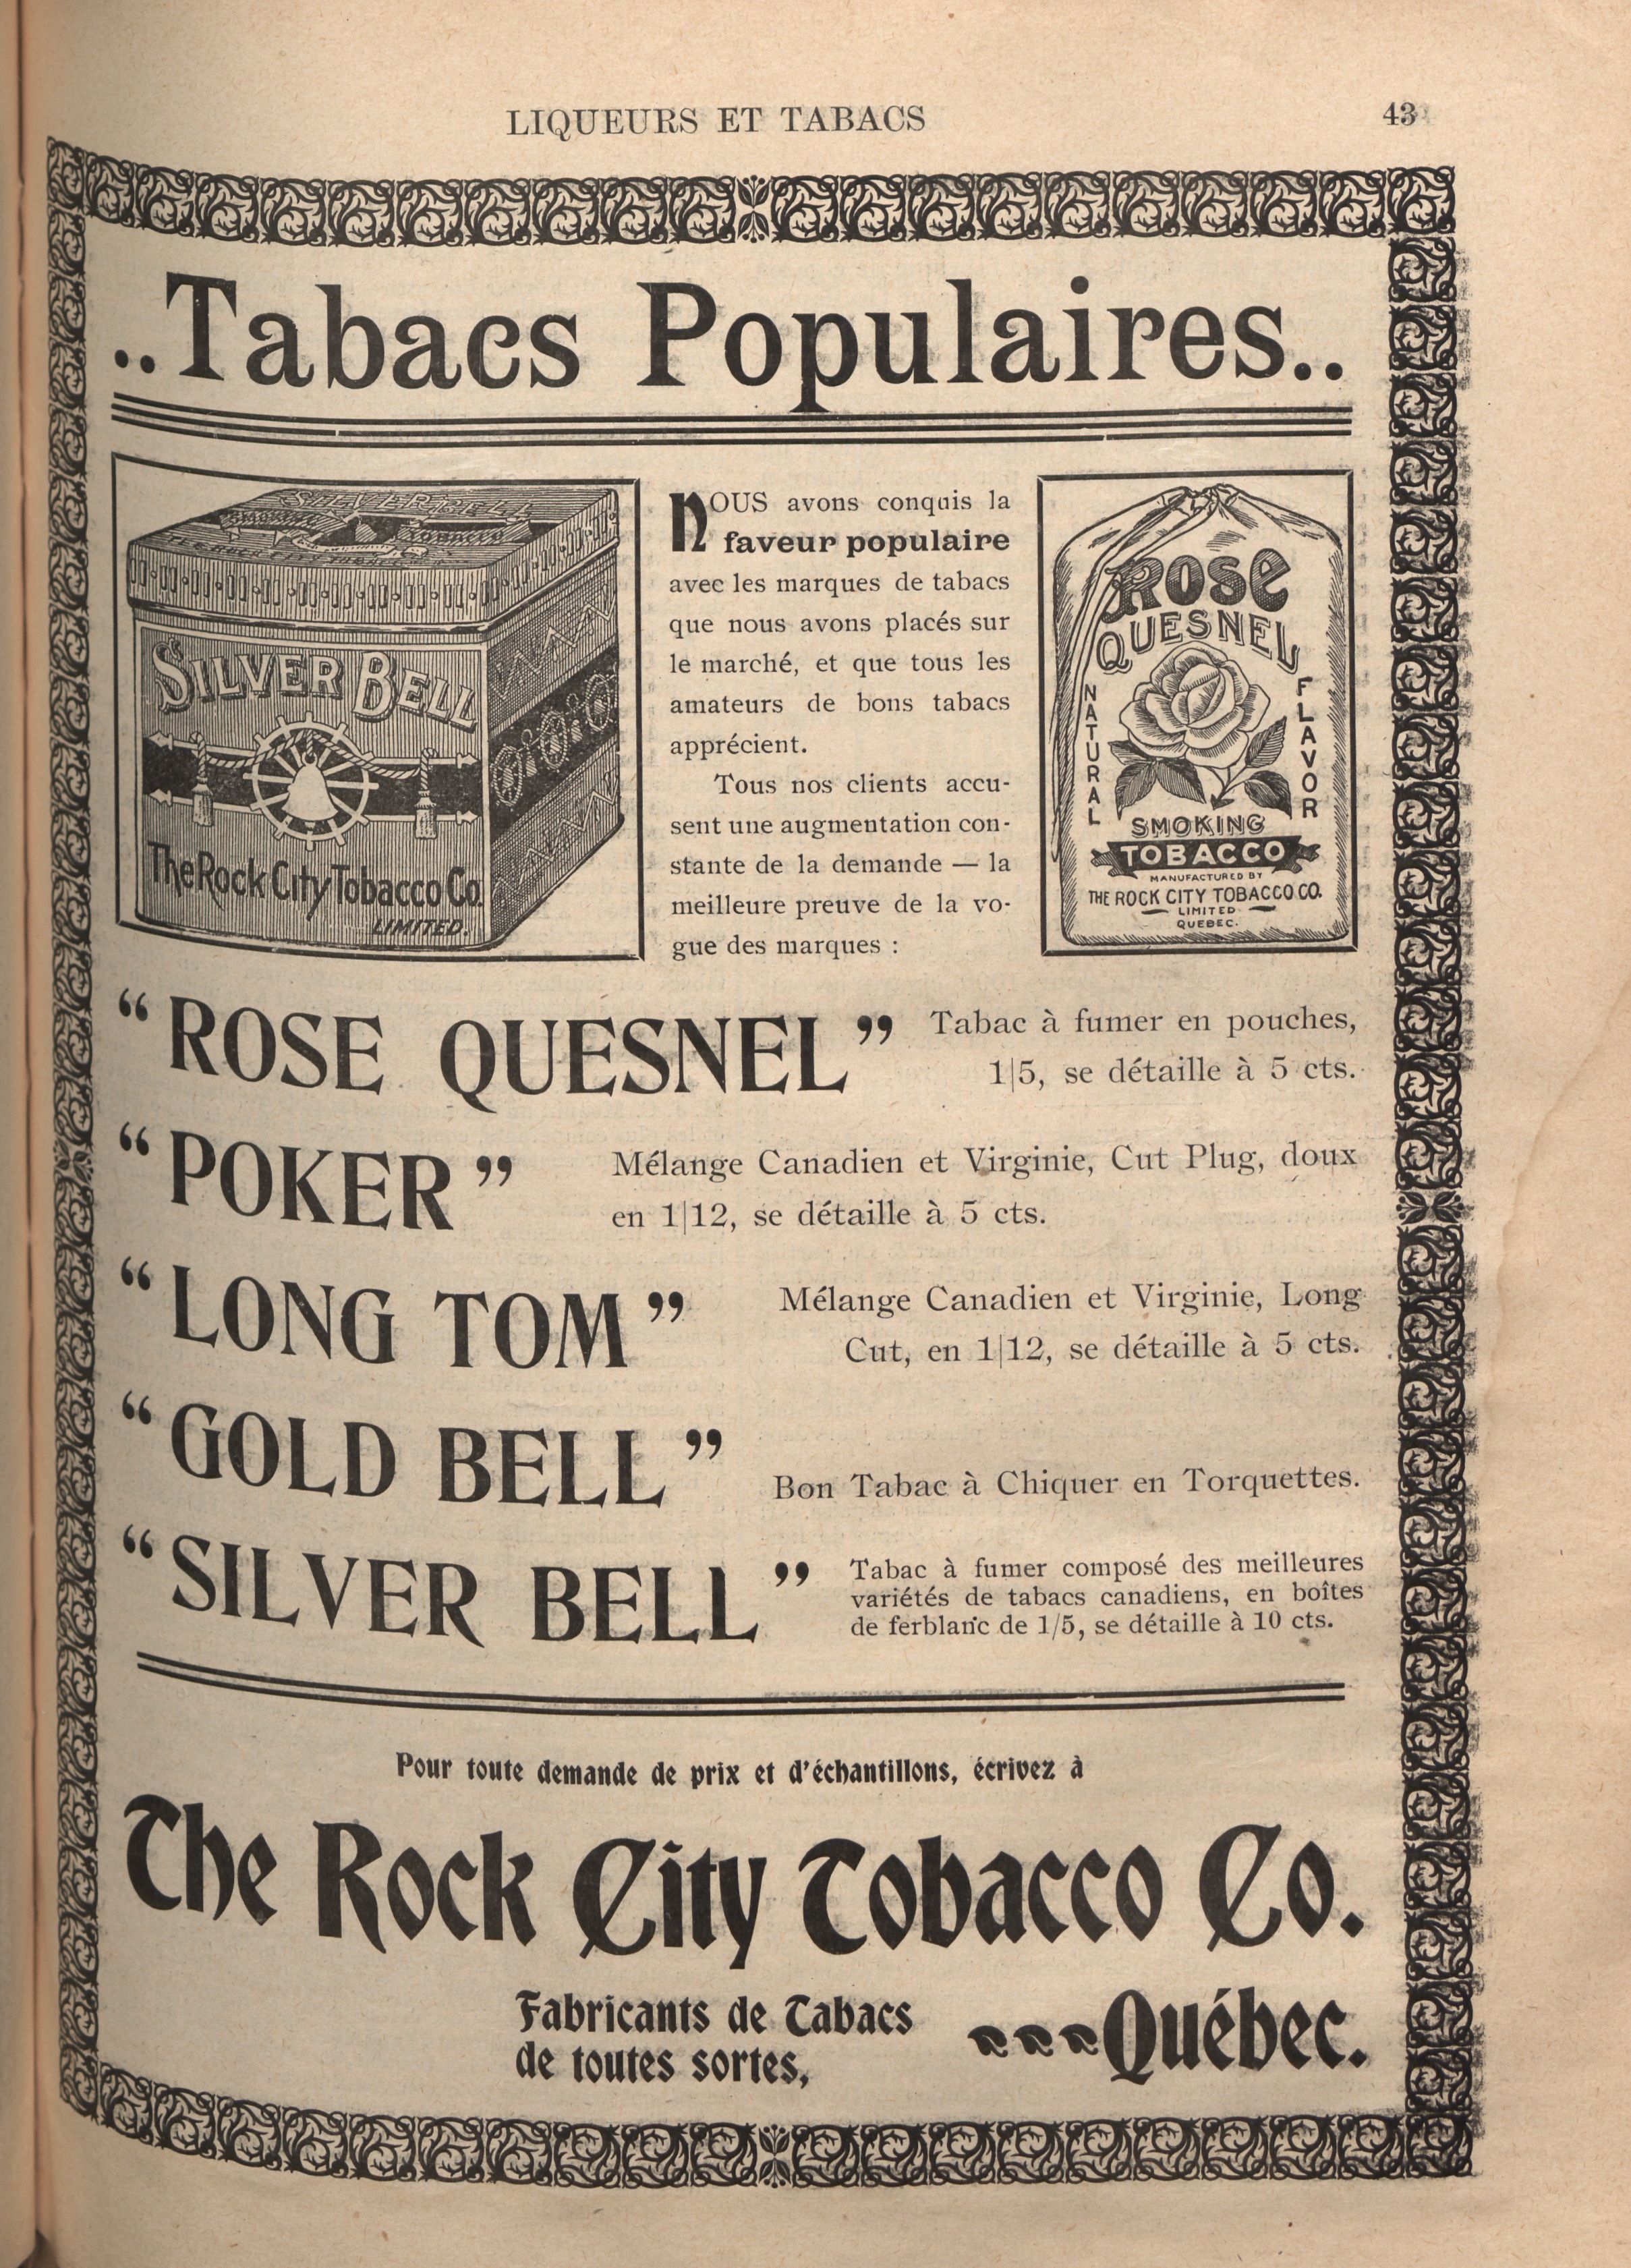 LIQUEURS ET TABACS
43
..Tabacs Populaires..
SILVER BELL
SMOKING
TOBACCO
SILVER BELL
The Rock City Tobacco Co.
LIMITED.
NOUS avons conquis la
faveur populaire
avec les marques de tabacs
que nous avons placés sur
le marché, et que tous les
amateurs de bons tabacs
apprécient.
Tous nos clients accu-
sent une augmentation con-
stante de la demande — la
meilleure preuve de la vo-
gue des marques :
ROSE
QUESNEL
NATURAL
FLAVOR
SMOKING
TOBACCO
MANUFACTURED BY
THE ROCK CITY TOBACCO CO.
LIMITED
QUEBEC.
“ROSE QUESNEL” Tabac à fumer en pouches,
1|5, se détaille à 5 cts.
“POKER” Mélange Canadien et Virginie, Cut Plug, doux
en 1|12, se détaille à 5 cts.
“LONG TOM” Mélange Canadien et Virginie, Long
Cut, en 1|12, se détaille à 5 cts.
“GOLD BELL” Bon Tabac à Chiquer en Torquettes.
“SILVER BELL” Tabac à fumer composé des meilleures
variétés de tabacs canadiens, en boîtes
de ferblanc de 1/5, se détaille à 10 cts.
Pour toute demande de prix et d'échantillons, écrivez à
The Rock City Tobacco Co.
Fabricants de Tabacs
de toutes sortes,
Québec.